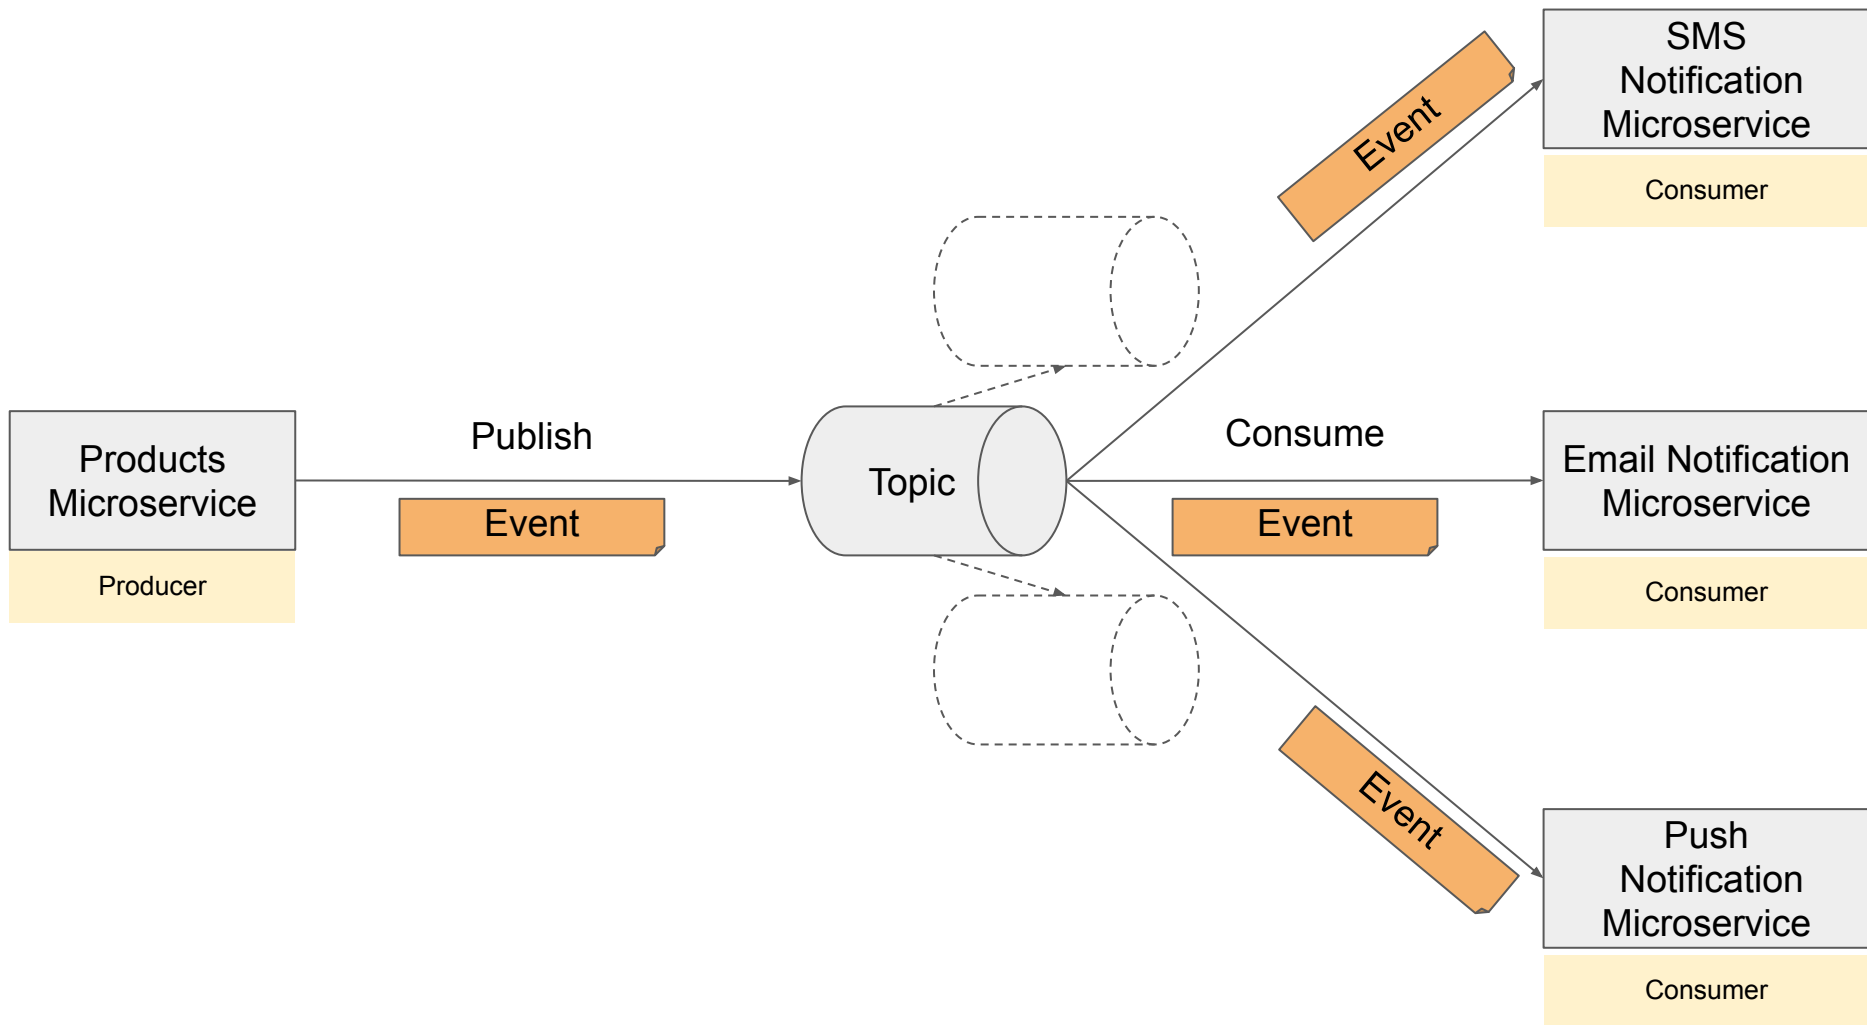 Products
Microservice
Producer
Publish
Event
Topic
Consume
Event
Event
SMS
Notification
Microservice
Consumer
Email Notification
Microservice
Consumer
Event
Push
Notification
Microservice
Consumer